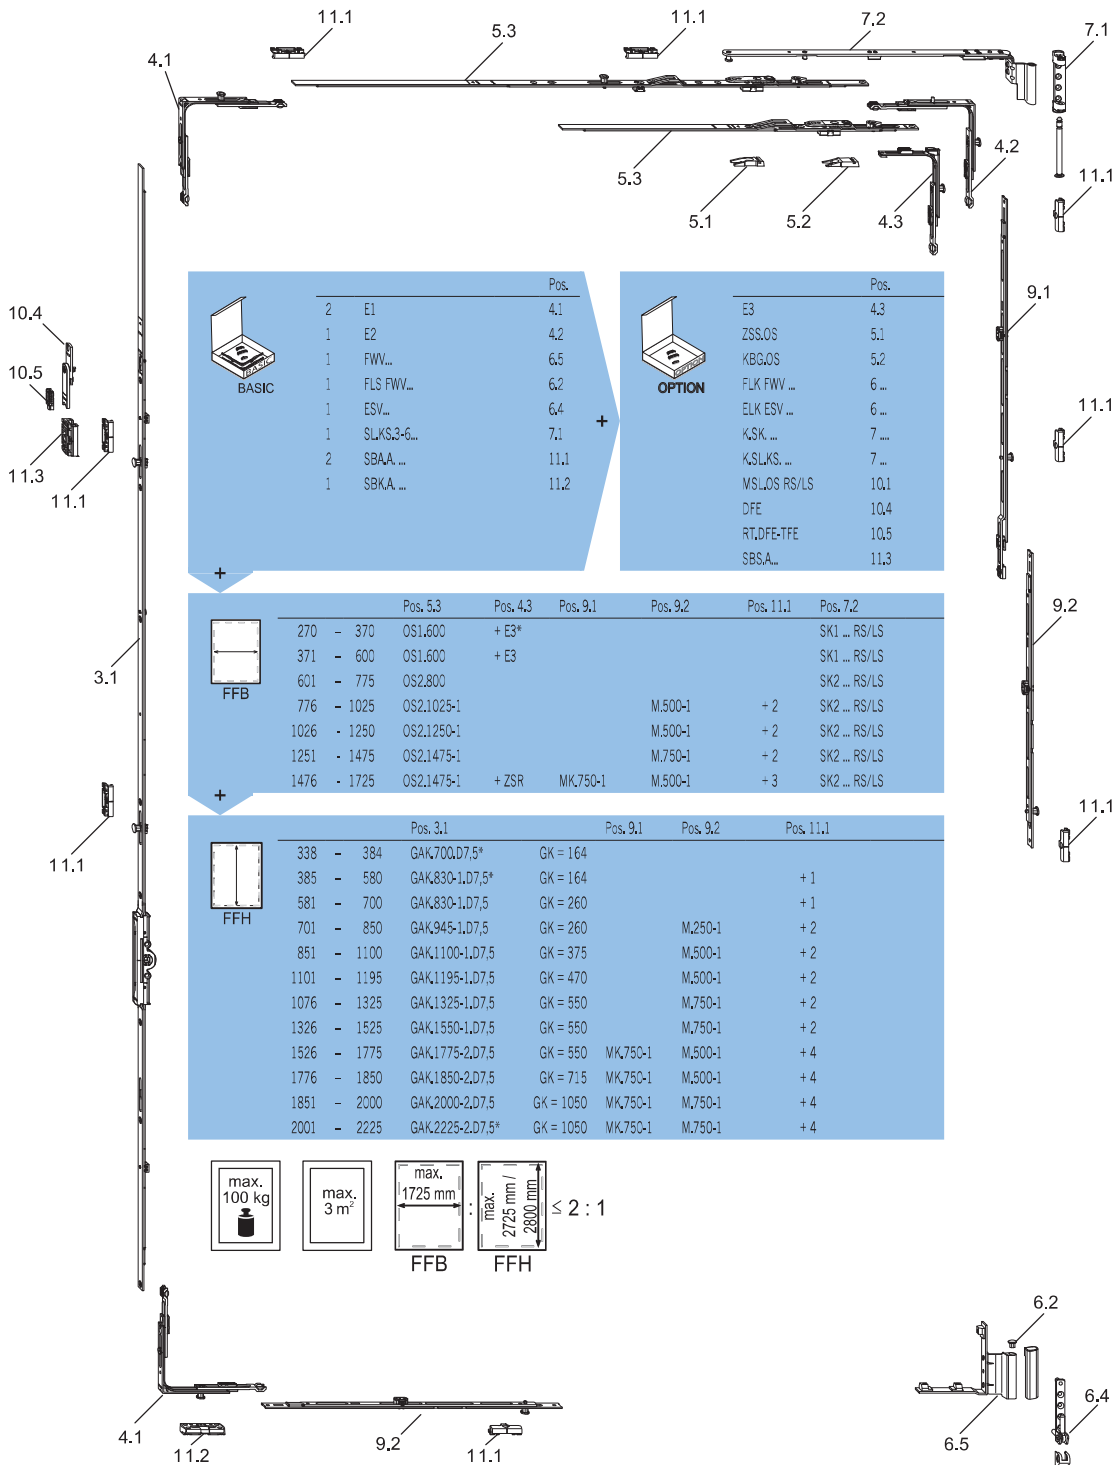 11.1
5.3
11.1
7.2
7.1
4.1
5.3
5.1
5.2
4.3
4.2
11.1
9.1
10.4
10.5
11.3
11.1
11.1
3.1
9.2
11.1
11.1
BASIC
Pos.
2 E1 4.1
1 E2 4.2
1 FWV... 6.5
1 FLS FWV... 6.2
1 ESV... 6.4
1 SL.KS.3-6... 7.1
2 SBA.A. ... 11.1
1 SBK.A. ... 11.2
+
OPTION
Pos.
E3 4.3
ZSS.OS 5.1
KBG.OS 5.2
FLK FWV ... 6 ...
ELK ESV ... 6 ...
K.SK. ... 7 ....
K.SL.KS. ... 7 ...
MSL.OS RS/LS 10.1
DFE 10.4
RT.DFE-TFE 10.5
SBS.A... 11.3
+
FFB
Pos. 5.3 Pos. 4.3 Pos. 9.1 Pos. 9.2 Pos. 11.1 Pos. 7.2
270 – 370 OS1.600 + E3* SK1 ... RS/LS
371 – 600 OS1.600 + E3 SK1 ... RS/LS
601 – 775 OS2.800 SK2 ... RS/LS
776 – 1025 OS2.1025-1 M.500-1 + 2 SK2 ... RS/LS
1026 - 1250 OS2.1250-1 M.500-1 + 2 SK2 ... RS/LS
1251 - 1475 OS2.1475-1 M.750-1 + 2 SK2 ... RS/LS
1476 - 1725 OS2.1475-1 + ZSR MK.750-1 M.500-1 + 3 SK2 ... RS/LS
+
FFH
Pos. 3.1 Pos. 9.1 Pos. 9.2 Pos. 11.1
338 – 384 GAK.700.D7,5* GK = 164
385 – 580 GAK.830-1.D7,5* GK = 164 + 1
581 – 700 GAK.830-1.D7,5 GK = 260 + 1
701 – 850 GAK.945-1.D7,5 GK = 260 M.250-1 + 2
851 – 1100 GAK.1100-1.D7,5 GK = 375 M.500-1 + 2
1101 – 1195 GAK.1195-1.D7,5 GK = 470 M.500-1 + 2
1076 – 1325 GAK.1325-1.D7,5 GK = 550 M.750-1 + 2
1326 – 1525 GAK.1550-1.D7,5 GK = 550 M.750-1 + 2
1526 – 1775 GAK.1775-2.D7,5 GK = 550 MK.750-1 M.500-1 + 4
1776 – 1850 GAK.1850-2.D7,5 GK = 715 MK.750-1 M.500-1 + 4
1851 – 2000 GAK.2000-2.D7,5 GK = 1050 MK.750-1 M.750-1 + 4
2001 – 2225 GAK.2225-2.D7,5* GK = 1050 MK.750-1 M.750-1 + 4
max.
100 kg
max.
3 m²
max.
1725 mm
FFB
:
max.
2725 mm /
2800 mm
FFH
≤ 2 : 1
4.1
11.2
9.2
11.1
6.2
6.5
6.4